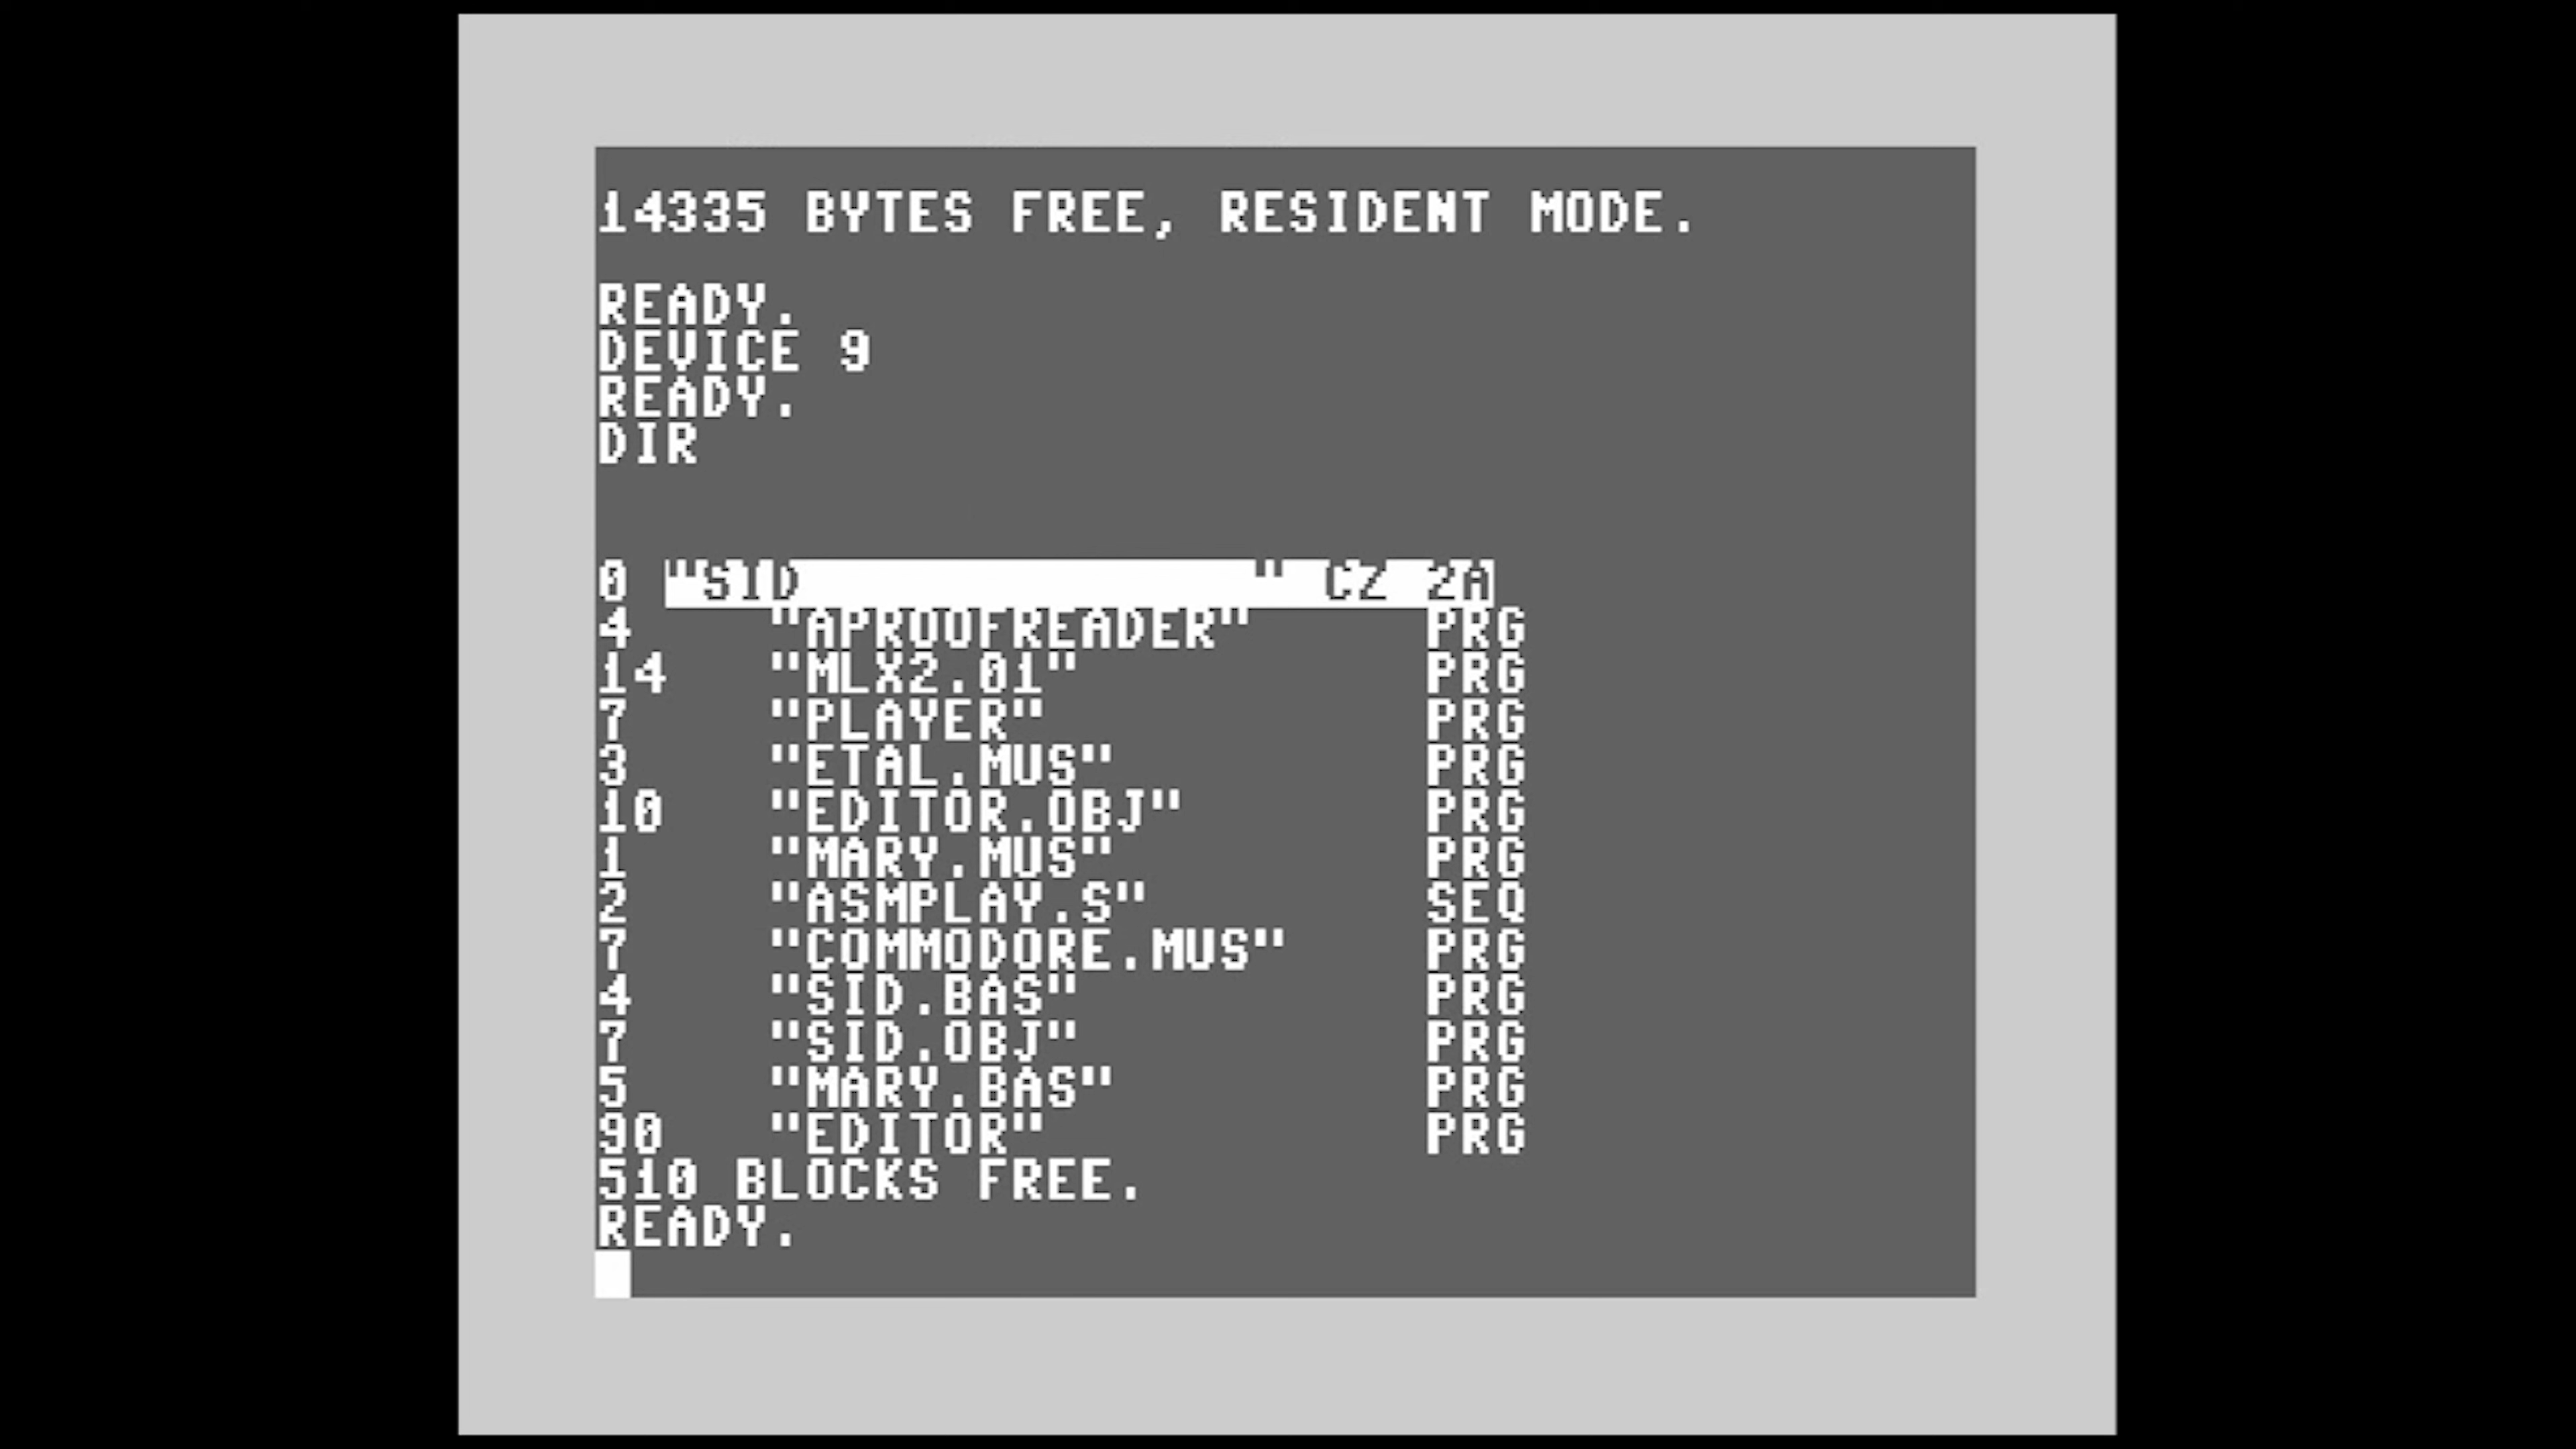 14335 BYTES FREE, RESIDENT MODE.
READY.
DEVICE 9
READY.
DIR
0 "SID             " CZ 2A
4    "APROOFREADER"     PRG
14   "MLX2.01"          PRG
7    "PLAYER"           PRG
3    "ETAL.MUS"         PRG
10   "EDITOR.OBJ"       PRG
1    "MARY.MUS"         PRG
2    "ASMPLAY.S"        SEQ
7    "COMMODORE.MUS"    PRG
4    "SID.BAS"          PRG
7    "SID.OBJ"          PRG
5    "MARY.BAS"         PRG
90   "EDITOR"           PRG
510 BLOCKS FREE.
READY.